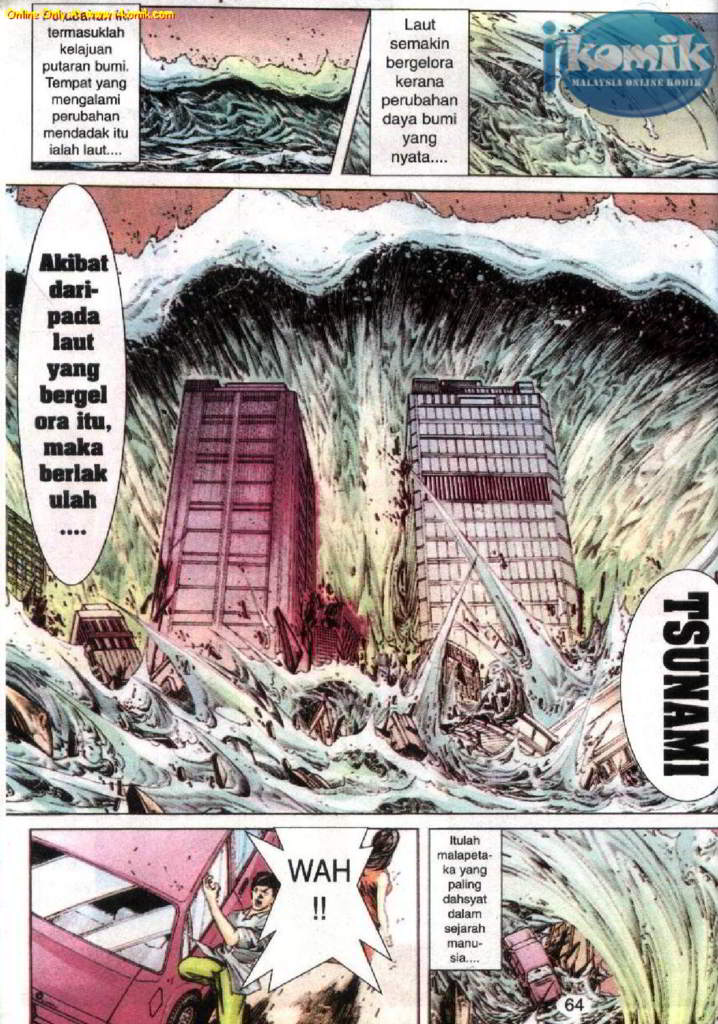 termasuklah
kelajuan
putaran bumi.
Tempat yang
mengalami
perubahan
mendadak itu
ialah laut....
Laut
semakin
bergelora
kerana
perubahan
daya bumi
yang
nyata....
komik
MALAYSIA ONLINE KOMIK
Akibat
dari-
pada
laut
yang
bergel
ora itu,
maka
berlak
ulah
....
TSUNAMI
WAH
!!
Itulah
malapeta-
ka yang
paling
dahsyat
dalam
sejarah
manu-
sia....
64